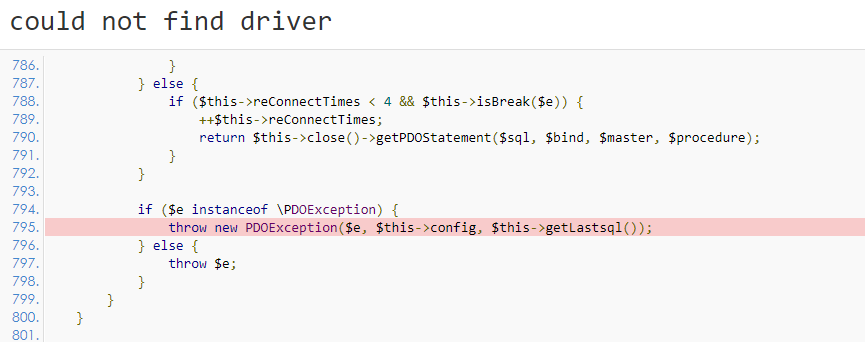 could not find driver
786.                }
787.            } else {
788.                if ($this->reConnectTimes < 4 && $this->isBreak($e)) {
789.                    ++$this->reConnectTimes;
790.                    return $this->close()->getPDOStatement($sql, $bind, $master, $procedure);
791.                }
792.            }
793.
794.            if ($e instanceof \PDOException) {
795.                throw new PDOException($e, $this->config, $this->getLastsql());
796.            } else {
797.                throw $e;
798.            }
799.        }
800.    }
801.